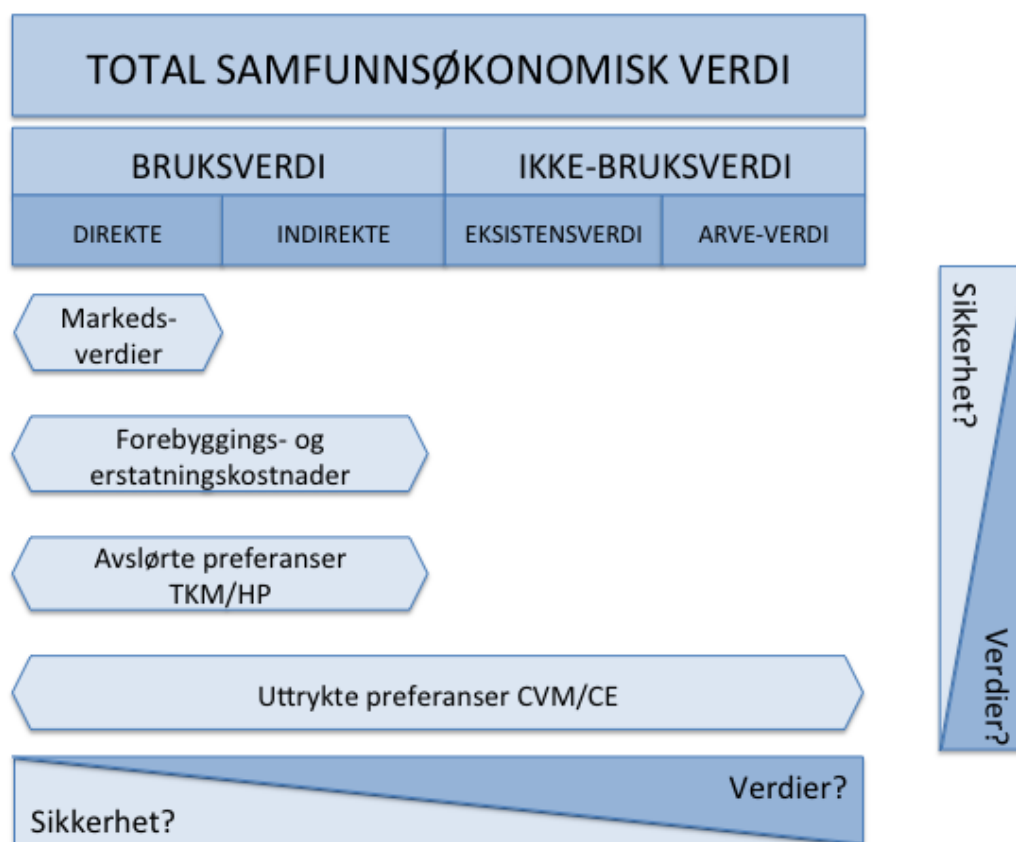 TOTAL SAMFUNNSØKONOMISK VERDI
BRUKSVERDI
IKKE-BRUKSVERDI
DIREKTE
INDIREKTE
EKSISTENSVERDI
ARVE-VERDI
Markeds-
verdier
Forebyggings- og
erstatningskostnader
Avslørte preferanser
TKM/HP
Uttrykte preferanser CVM/CE
Verdier?
Sikkerhet?
Sikkerhet?
Verdier?